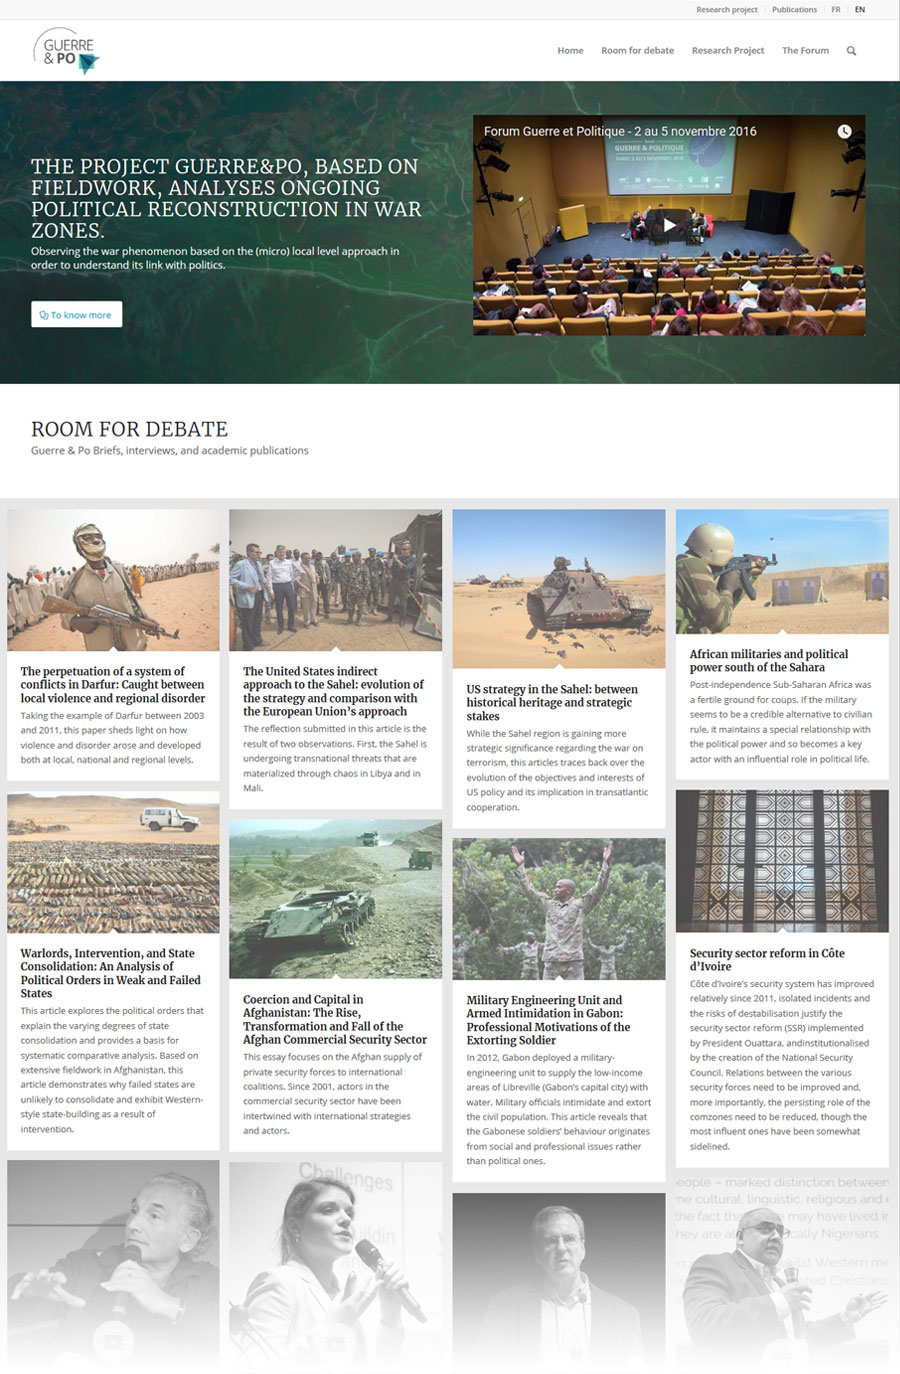 Research project
Publications
FR
EN
GUERRE
& PO
Home
Room for debate
Research Project
The Forum
THE PROJECT GUERRE&PO, BASED ON
FIELDWORK, ANALYSES ONGOING
POLITICAL RECONSTRUCTION IN WAR
ZONES.
Observing the war phenomenon based on the (micro) local level approach in
order to understand its link with politics.
To know more
Forum Guerre et Politique - 2 au 5 novembre 2016
GUERRE & POLITIQUE
ROOM FOR DEBATE
Guerre & Po Briefs, interviews, and academic publications
The perpetuation of a system of
conflicts in Darfur: Caught between
local violence and regional disorder
Taking the example of Darfur between 2003
and 2011, this paper sheds light on how
violence and disorder arose and developed
both at local, national and regional levels.
Warlords, Intervention, and State
Consolidation: An Analysis of
Political Orders in Weak and Failed
States
This article explores the political orders that
explain the varying degrees of state
consolidation and provides a basis for
systematic comparative analysis. Based on
extensive fieldwork in Afghanistan, this
article demonstrates why failed states are
unlikely to consolidate and exhibit Western-
style state-building as a result of
intervention.
The United States indirect
approach to the Sahel: evolution of
the strategy and comparison with
the European Union's approach
The reflection submitted in this article is the
result of two observations. First, the Sahel is
undergoing transnational threats that are
materialized through chaos in Libya and in
Mali.
Coercion and Capital in
Afghanistan: The Rise,
Transformation and Fall of the
Afghan Commercial Security Sector
This essay focuses on the Afghan supply of
private security forces to international
coalitions. Since 2001, actors in the
commercial security sector have been
intertwined with international strategies
and actors.
Challenges
US strategy in the Sahel: between
historical heritage and strategic
stakes
While the Sahel region is gaining more
strategic significance regarding the war on
terrorism, this articles traces back over the
evolution of the objectives and interests of
US policy and its implication in transatlantic
cooperation.
Military Engineering Unit and
Armed Intimidation in Gabon:
Professional Motivations of the
Extorting Soldier
In 2012, Gabon deployed a military-
engineering unit to supply the low-income
areas of Libreville (Gabon's capital city) with
water. Military officials intimidate and extort
the civil population. This article reveals that
the Gabonese soldiers' behaviour originates
from social and professional issues rather
than political ones.
African militaries and political
power south of the Sahara
Post-independence Sub-Saharan Africa was
a fertile ground for coups. If the military
seems to be a credible alternative to civilian
rule, it maintains a special relationship with
the political power and so becomes a key
actor with an influential role in political life.
Security sector reform in Côte
d'Ivoire
Côte d'Ivoire's security system has improved
relatively since 2011, isolated incidents and
the risks of destabilisation justify the
security sector reform (SSR) implemented
by President Ouattara, andinstitutionalised
by the creation of the National Security
Council. Relations between the various
security forces need to be improved and,
more importantly, the persisting role of the
comzones need to be reduced, though the
most influent ones have been somewhat
sidelined.
eople – marked distinction between
cultural, linguistic, religious and
the fact may have lived
they are Nigerians
Western
Christians